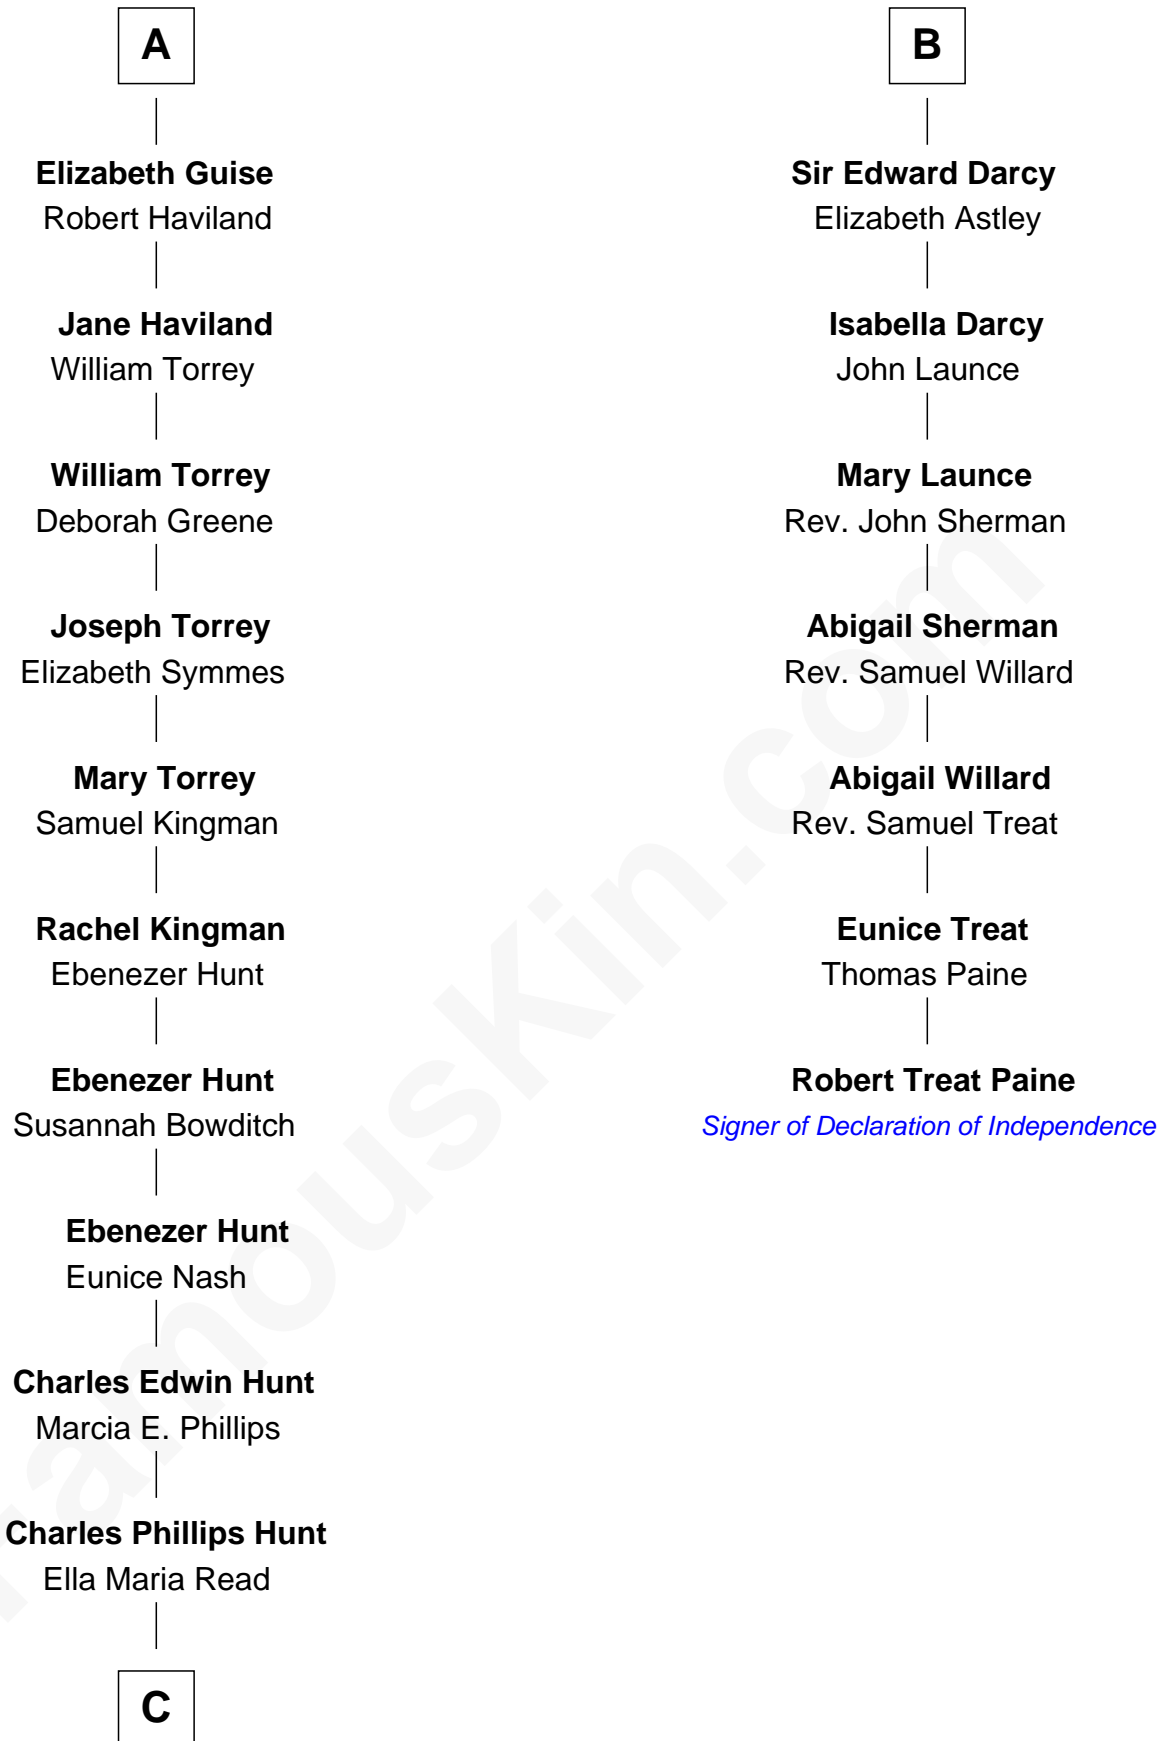 A
Elizabeth Guise
Robert Haviland
Jane Haviland
William Torrey
William Torrey
Deborah Greene
Joseph Torrey
Elizabeth Symmes
Mary Torrey
Samuel Kingman
Rachel Kingman
Ebenezer Hunt
Ebenezer Hunt
Susannah Bowditch
Ebenezer Hunt
Eunice Nash
Charles Edwin Hunt
Marcia E. Phillips
Charles Phillips Hunt
Ella Maria Read
C
B
Sir Edward Darcy
Elizabeth Astley
Isabella Darcy
John Launce
Mary Launce
Rev. John Sherman
Abigail Sherman
Rev. Samuel Willard
Abigail Willard
Rev. Samuel Treat
Eunice Treat
Thomas Paine
Robert Treat Paine
Signer of Declaration of Independence
FamousKin.com